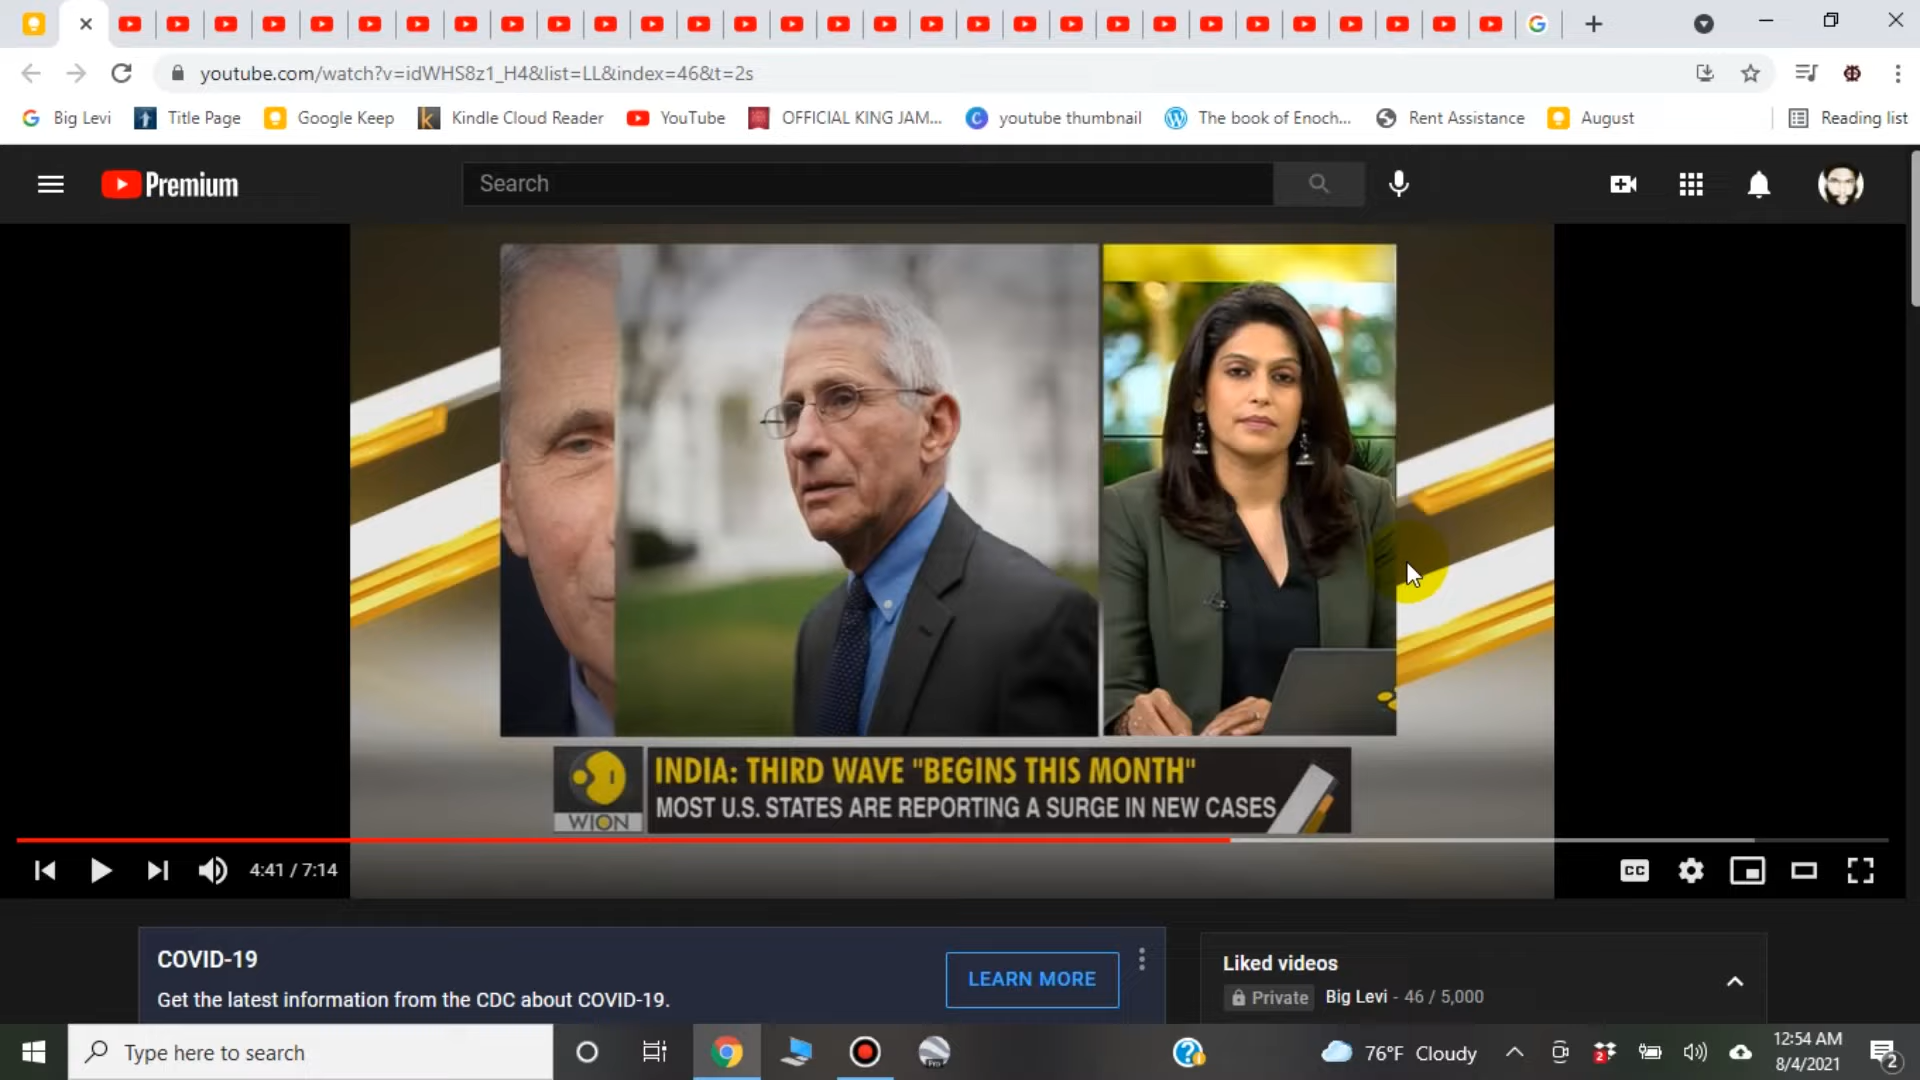 youtube.com/watch?v=idWHS8z1_H4&list=LL&index=46&t=2s
Big Levi
Title Page
Google Keep
Kindle Cloud Reader
YouTube
OFFICIAL KING JAM...
youtube thumbnail
The book of Enoch...
Rent Assistance
August
Reading list
Premium
Search
INDIA: THIRD WAVE "BEGINS THIS MONTH"
MOST U.S. STATES ARE REPORTING A SURGE IN NEW CASES
WION
4:41 / 7:14
CC
COVID-19
Get the latest information from the CDC about COVID-19.
LEARN MORE
Liked videos
Private Big Levi - 46 / 5,000
Type here to search
76°F Cloudy
12:54 AM
8/4/2021
2
2